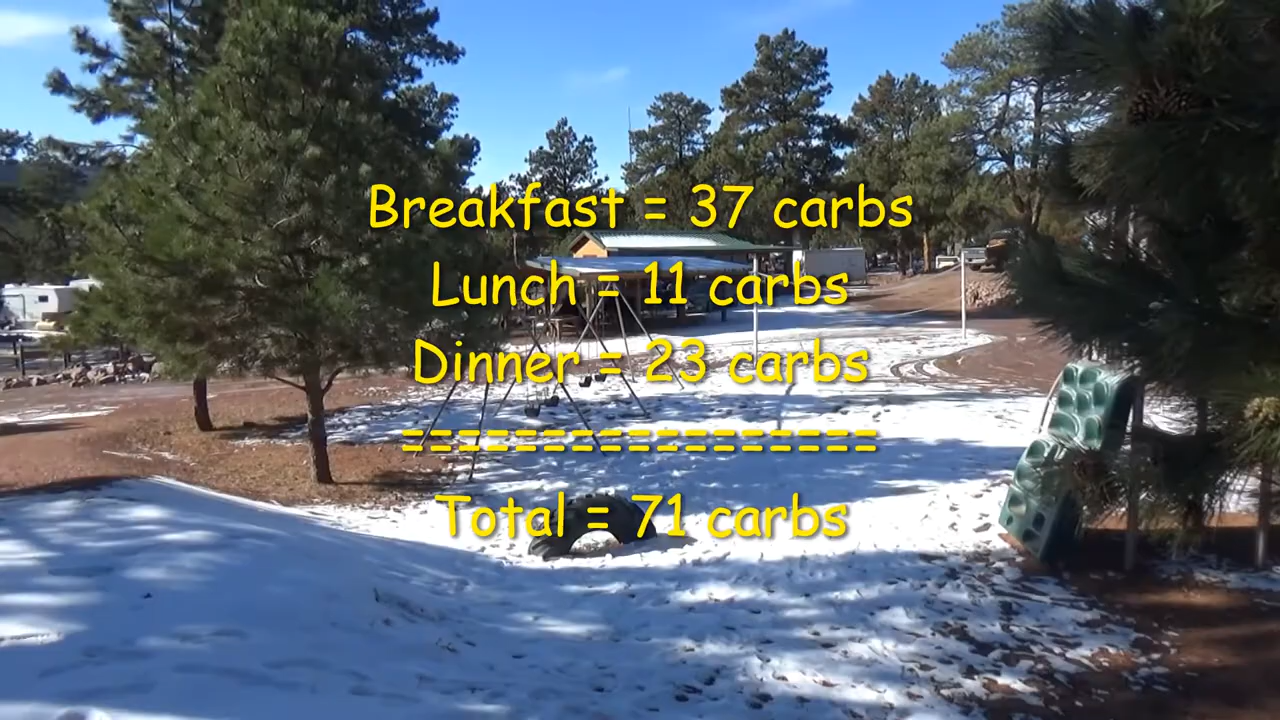 Breakfast = 37 carbs
Lunch = 11 carbs
Dinner = 23 carbs
=================
Total = 71 carbs